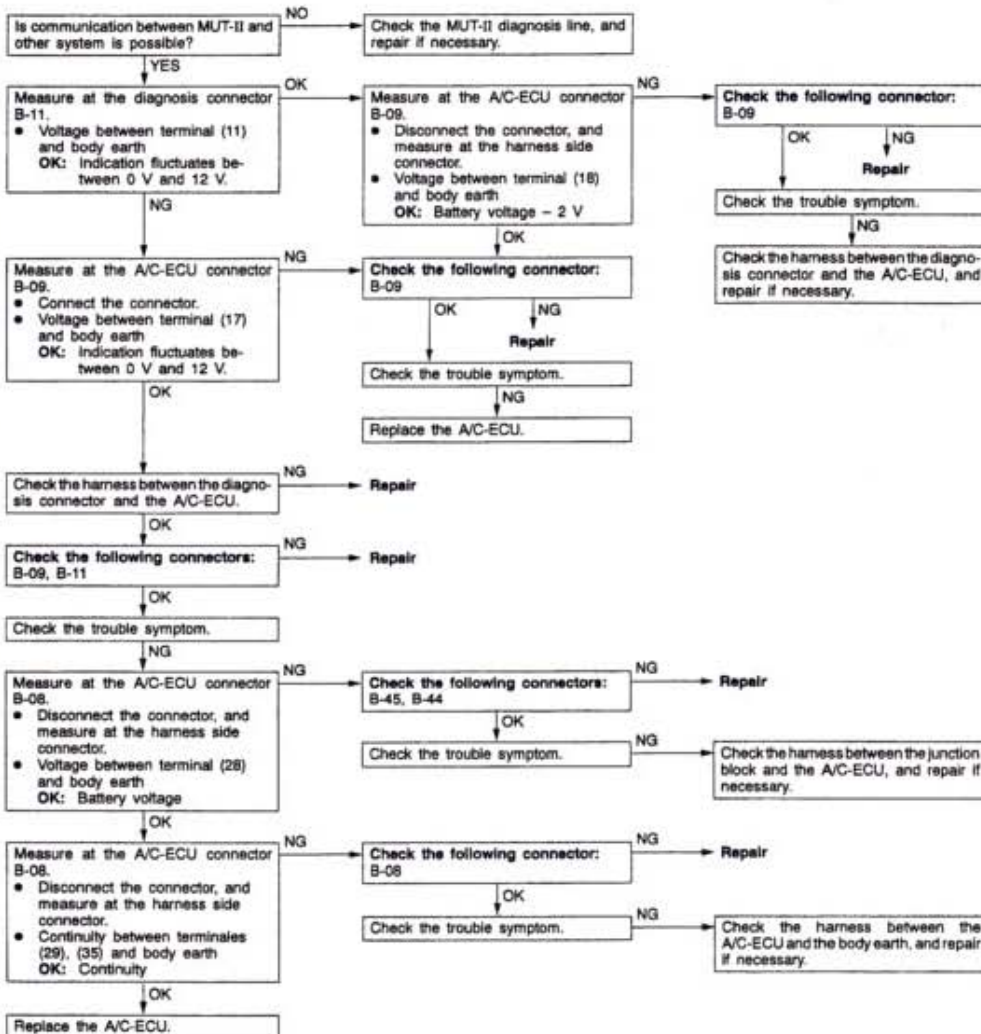 Is communication between MUT-II and
other system is possible?
NO
Check the MUT-II diagnosis line, and
repair if necessary.
YES
Measure at the diagnosis connector
B-11.
● Voltage between terminal (11)
and body earth
OK: Indication fluctuates be-
tween 0 V and 12 V.
OK
Measure at the A/C-ECU connector
B-09.
● Disconnect the connector, and
measure at the harness side
connector.
● Voltage between terminal (18)
and body earth
OK: Battery voltage – 2 V
NG
Check the following connector:
B-09
OK
NG
Repair
Check the trouble symptom.
NG
Check the harness between the diagno-
sis connector and the A/C-ECU, and
repair if necessary.
NG
OK
Measure at the A/C-ECU connector
B-09.
● Connect the connector.
● Voltage between terminal (17)
and body earth
OK: Indication fluctuates be-
tween 0 V and 12 V.
NG
Check the following connector:
B-09
OK
NG
Repair
Check the trouble symptom.
NG
Replace the A/C-ECU.
OK
Check the harness between the diagno-
sis connector and the A/C-ECU.
NG
Repair
OK
Check the following connectors:
B-09, B-11
NG
Repair
OK
Check the trouble symptom.
NG
Measure at the A/C-ECU connector
B-08.
● Disconnect the connector, and
measure at the harness side
connector.
● Voltage between terminal (28)
and body earth
OK: Battery voltage
NG
Check the following connectors:
B-45, B-44
NG
Repair
OK
Check the trouble symptom.
NG
Check the harness between the junction
block and the A/C-ECU, and repair if
necessary.
OK
Measure at the A/C-ECU connector
B-08.
● Disconnect the connector, and
measure at the harness side
connector.
● Continuity between terminales
(29), (35) and body earth
OK: Continuity
NG
Check the following connector:
B-08
NG
Repair
OK
Check the trouble symptom.
NG
Check the harness between the
A/C-ECU and the body earth, and repair
if necessary.
OK
Replace the A/C-ECU.